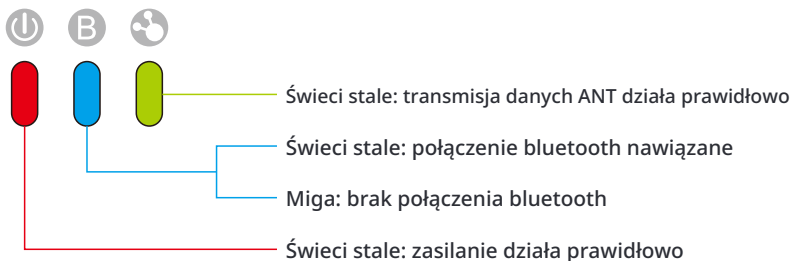 B
Świeci stale: transmisja danych ANT działa prawidłowo
Świeci stale: połączenie bluetooth nawiązane
Miga: brak połączenia bluetooth
Świeci stale: zasilanie działa prawidłowo